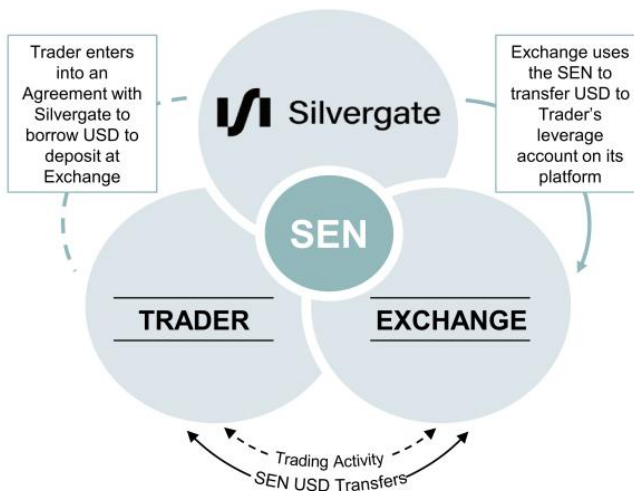 Trader enters
into an
Agreement with
Silvergate to
borrow USD to
deposit at
Exchange
Silvergate
Exchange uses
the SEN to
transfer USD to
Trader's
leverage
account on its
platform
SEN
TRADER
EXCHANGE
Trading Activity
SEN USD Transfers